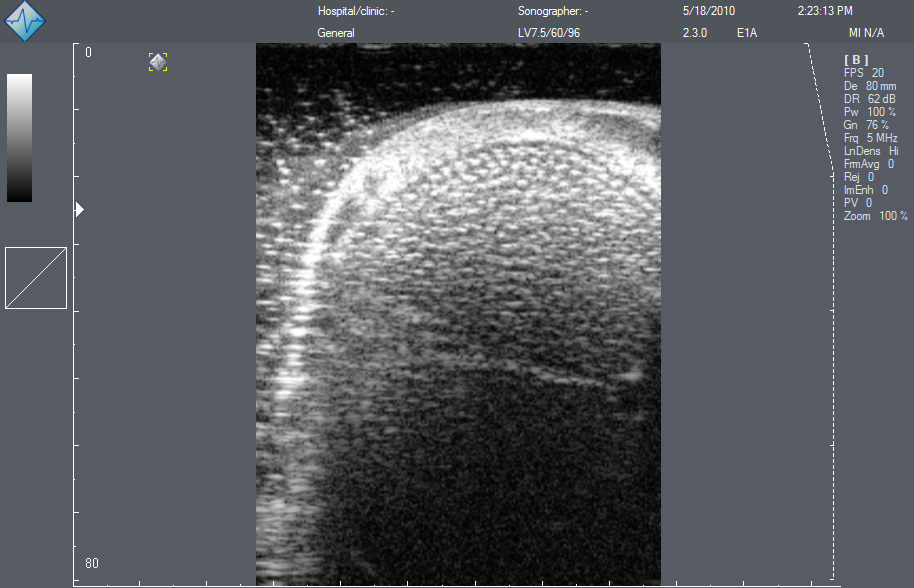 Hospital/clinic: - Sonographer: - 5/18/2010 2:23:13 PM
General LV7.5/60/96 2.3.0 E1A MI N/A
0
80
[ B ]
FPS 20
De 80 mm
DR 62 dB
Pw 100 %
Gn 76 %
Frq 5 MHz
LnDens Hi
FrmAvg 0
Rej 0
ImEnh 0
PV 0
Zoom 100 %